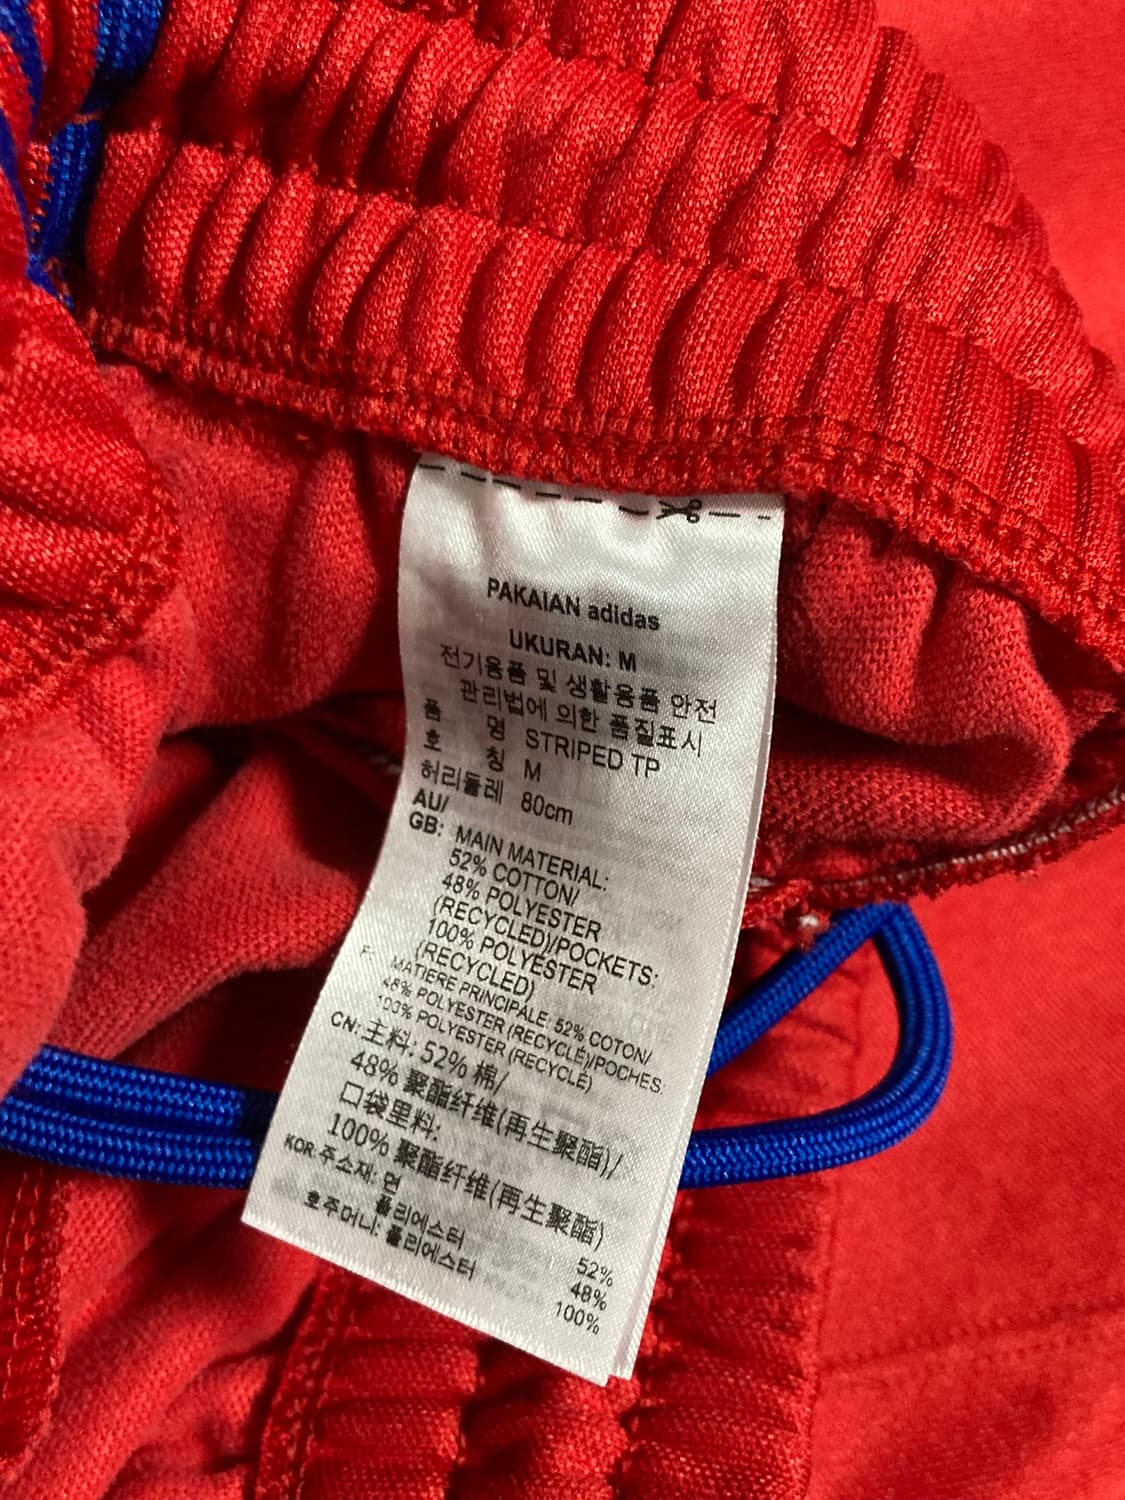 PAKAIAN adidas
UKURAN: M
전기용품 및 생활용품 안전
관리법에 의한 품질표시
품 명 STRIPED TP
호 칭 M
허리둘레 80cm
AU/
GB: MAIN MATERIAL:
52% COTTON/
48% POLYESTER
(RECYCLED)/POCKETS:
100% POLYESTER
(RECYCLED)
F: MATIÈRE PRINCIPALE: 52% COTON/
48% POLYESTER (RECYCLÉ)/POCHES:
100% POLYESTER (RECYCLÉ)
CN: 主料: 52% 棉/
48% 聚酯纤维(再生聚酯)/
口袋里料:
100% 聚酯纤维(再生聚酯)
KOR: 주소재: 면 52%
폴리에스터 48%
호주머니: 폴리에스터 100%